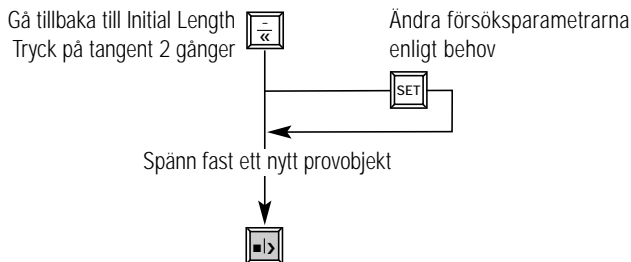 Gå tillbaka till Initial Length
Tryck på tangent 2 gånger
-
«
Ändra försöksparametrarna
enligt behov
SET
Spänn fast ett nytt provobjekt